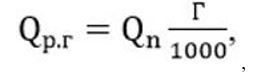 Qр.г = Qп Г/1000,
,